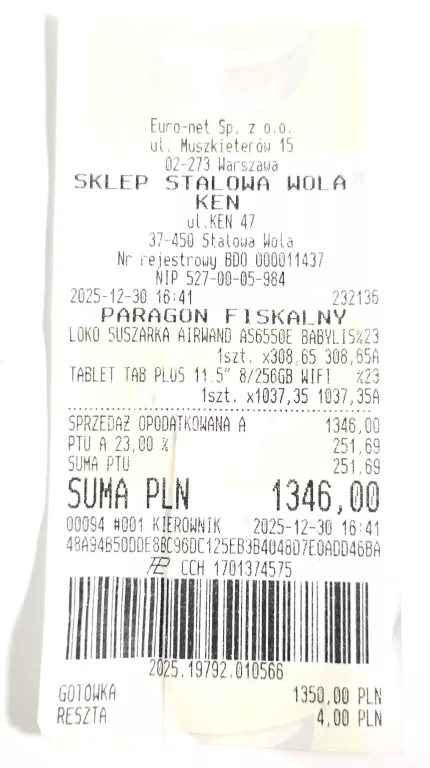 Euro-net Sp. z o.o.
ul. Muszkieterów 15
02-273 Warszawa
SKLEP STALOWA WOLA
KEN
ul.KEN 47
37-450 Stalowa Wola
Nr rejestrowy BDO 000011437
NIP 527-00-05-984
2025-12-30 16:41 232136
PARAGON FISKALNY
LOKO SUSZARKA AIRWAND AS6550E BABYLIS%23
1szt. x308,65 308,65A
TABLET TAB PLUS 11.5" 8/256GB WIFI %23
1szt. x1037,35 1037,35A
SPRZEDAŻ OPODATKOWANA A 1346,00
PTU A 23,00 % 251,69
SUMA PTU 251,69
SUMA PLN 1346,00
00094 #001 KIEROWNIK 2025-12-30 16:41
48A94B50DDE8BC96DC125EB9B4048D7E0ADD46BA
CCH 1701374575
2025.19792.010566
GOTÓWKA 1350,00 PLN
RESZTA 4,00 PLN